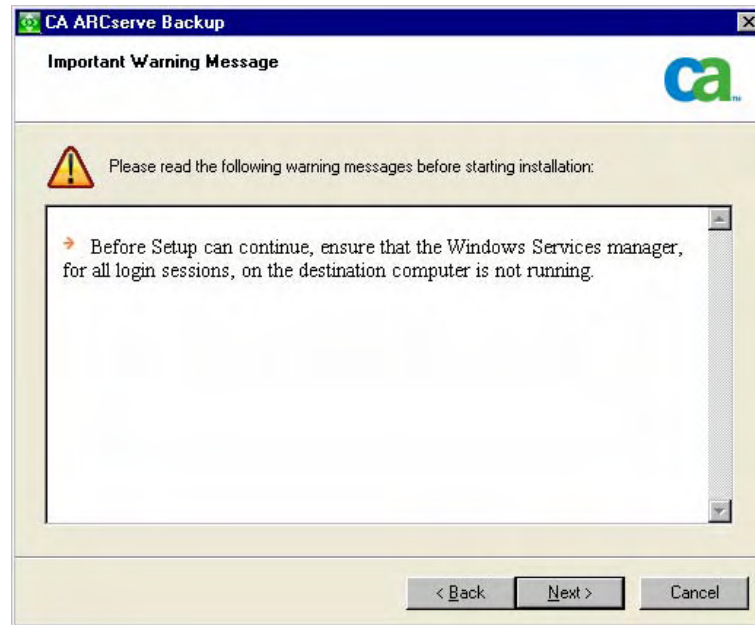 CA ARCserve Backup
Important Warning Message
ca
Please read the following warning messages before starting installation:
Before Setup can continue, ensure that the Windows Services manager,
for all login sessions, on the destination computer is not running.
< Back
Next >
Cancel